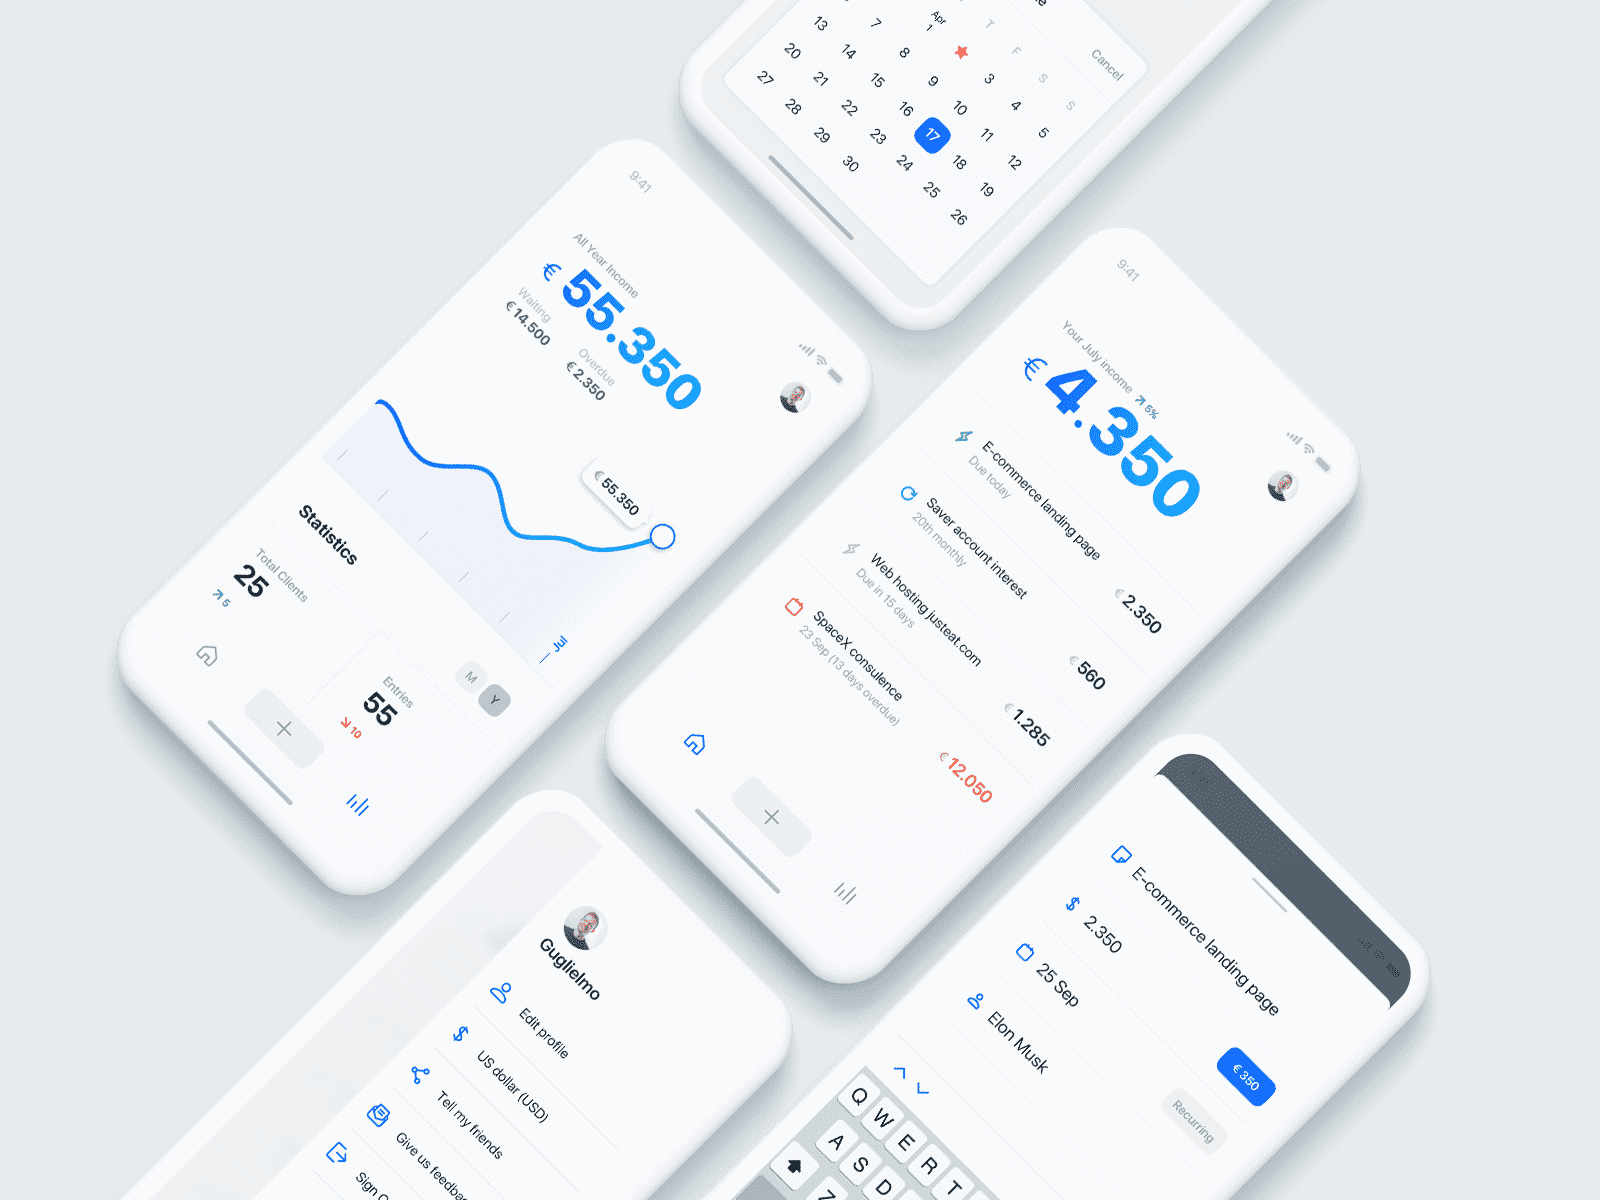 Cancel
T
F
S
S
Apr
1
3
4
5
7
8
9
10
11
12
13
14
15
16
17
18
19
20
21
22
23
24
25
26
27
28
29
30
9:41
All Year Income
€ 55.350
Waiting
€ 14.500
Overdue
€ 2.350
€ 55.350
Jul
Statistics
M
Y
Total Clients
25
5
Entries
55
10
9:41
Your July income 5%
€ 4.350
E-commerce landing page
Due today
€ 2.350
Saver account interest
20th monthly
€ 560
Web hosting justeat.com
Due in 15 days
€ 1.285
SpaceX consulence
23 Sep (13 days overdue)
€ 12.050
Guglielmo
Edit profile
US dollar (USD)
Tell my friends
Give us feedba
Sign
E-commerce landing page
$ 2.350
€ 350
25 Sep
Recurring
Elon Musk
Q W E R T
A S D
Z